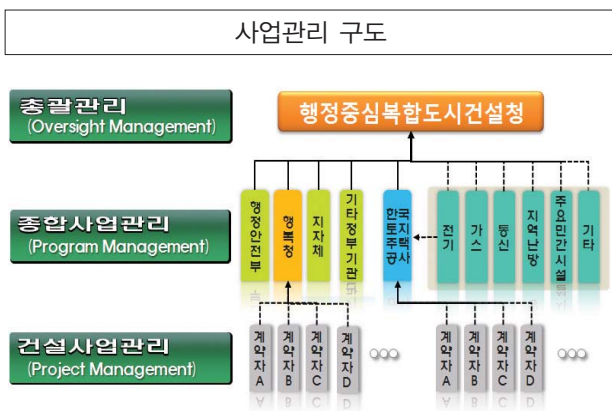 사업관리 구도
총괄관리
(Oversight Management)
행정중심복합도시건설청
종합사업관리
(Program Management)
행정안전부
행복청
지자체
기타정부기관
한국토지주택공사
전기
가스
통신
지역난방
주요민간시설
기타
건설사업관리
(Project Management)
계약자A
계약자B
계약자C
계약자D
계약자A
계약자B
계약자C
계약자D